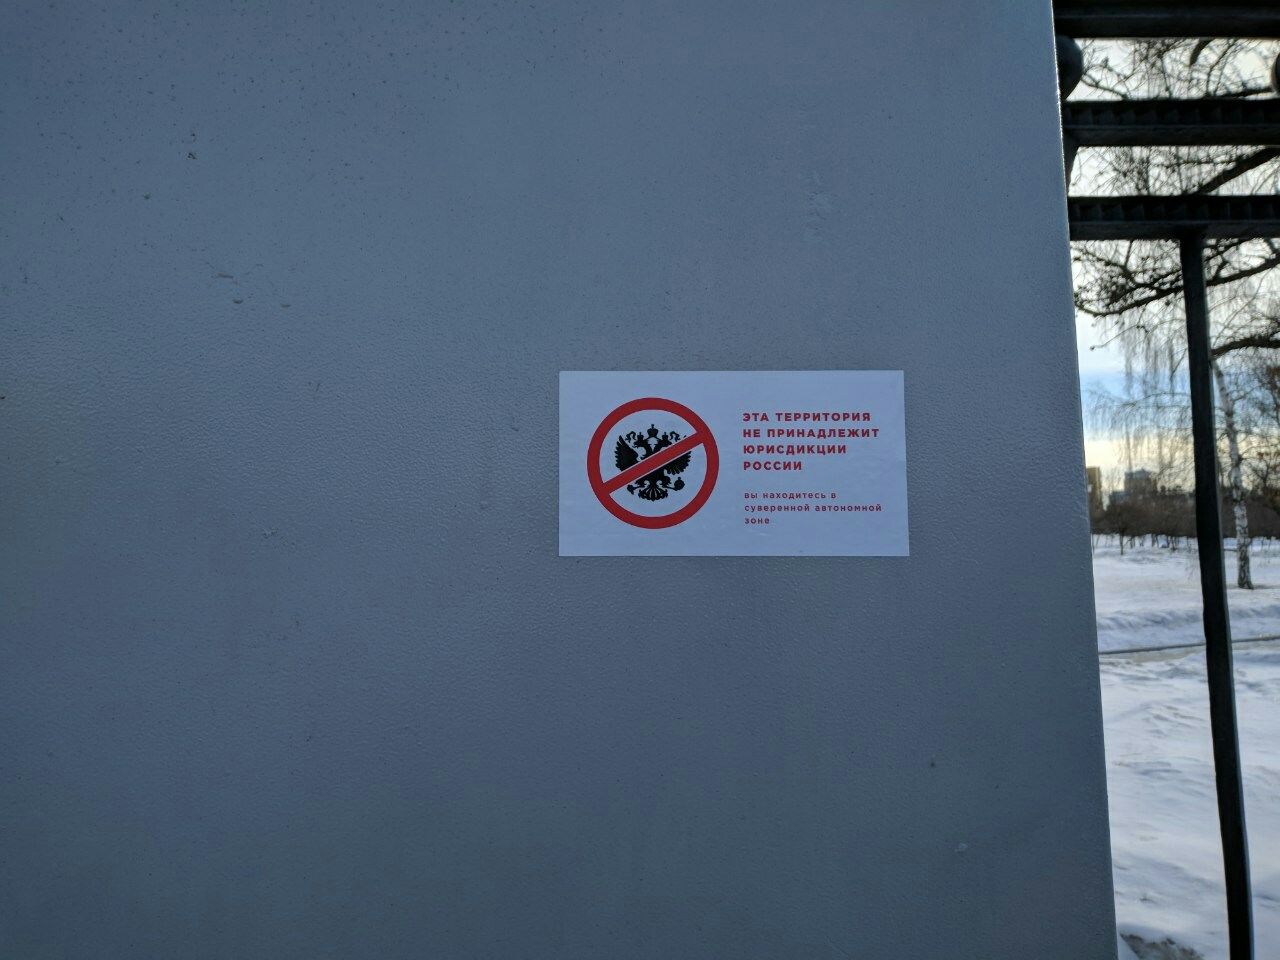 ЭТА ТЕРРИТОРИЯ
НЕ ПРИНАДЛЕЖИТ
ЮРИСДИКЦИИ
РОССИИ
вы находитесь в
суверенной автономной
зоне